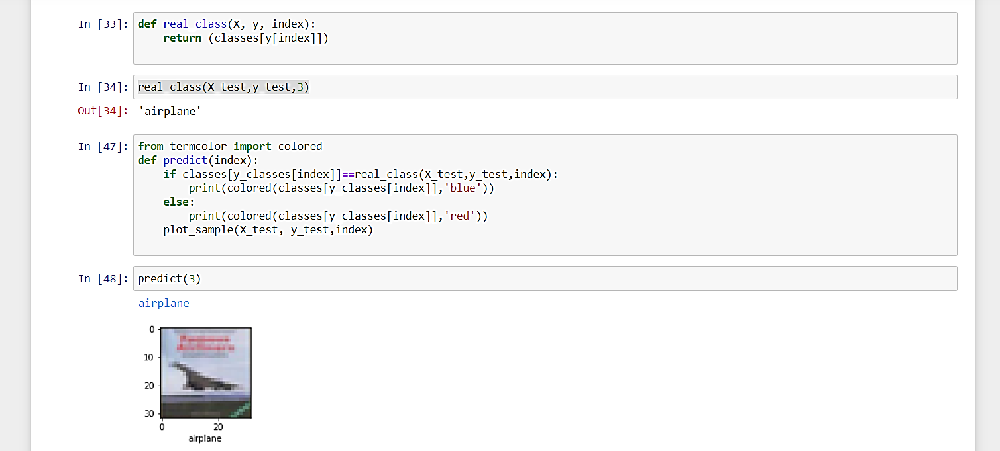 In [33]: def real_class(X, y, index):
    return (classes[y[index]])
In [34]: real_class(X_test,y_test,3)
Out[34]: 'airplane'
In [47]: from termcolor import colored
def predict(index):
    if classes[y_classes[index]]==real_class(X_test,y_test,index):
        print(colored(classes[y_classes[index]],'blue'))
    else:
        print(colored(classes[y_classes[index]],'red'))
    plot_sample(X_test, y_test,index)
In [48]: predict(3)
airplane
0
10
20
30
0 20
airplane